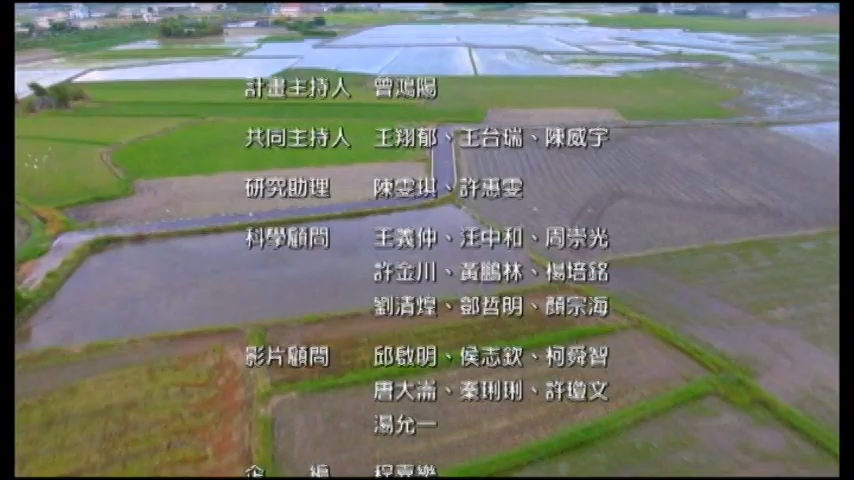 計畫主持人 曾鴻陽
共同主持人 王翔郁、王台瑞、陳威宇
研究助理 陳雯琪、許惠雯
科學顧問 王義仲、汪中和、周崇光
許金川、黃鵬林、楊培銘
劉清煌、鄧哲明、顏宗海
影片顧問 邱啟明、侯志欽、柯舜智
唐大崙、秦琍琍、許瓊文
湯允一
企 編